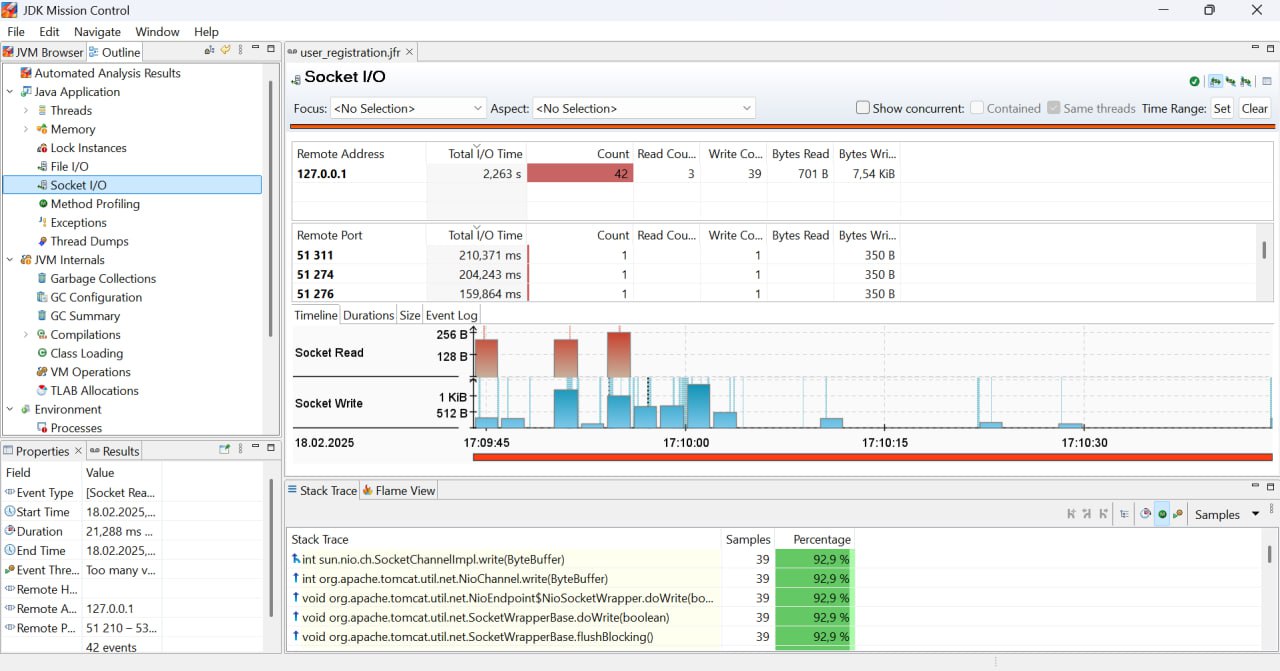 JDK Mission Control
File Edit Navigate Window Help
JVM Browser Outline
Automated Analysis Results
Java Application
Threads
Memory
Lock Instances
File I/O
Socket I/O
Method Profiling
Exceptions
Thread Dumps
JVM Internals
Garbage Collections
GC Configuration
GC Summary
Compilations
Class Loading
VM Operations
TLAB Allocations
Environment
Processes
Properties Results
Field Value
Event Type [Socket Rea...
Start Time 18.02.2025,...
Duration 21,288 ms ...
End Time 18.02.2025,...
Event Thre... Too many v...
Remote H...
Remote A... 127.0.0.1
Remote P... 51 210 – 53...
42 events
user_registration.jfr
Socket I/O
Focus: <No Selection> Aspect: <No Selection> Show concurrent: Contained Same threads Time Range: Set Clear
Remote Address Total I/O Time Count Read Cou... Write Co... Bytes Read Bytes Wri...
127.0.0.1 2,263 s 42 3 39 701 B 7,54 KiB
Remote Port Total I/O Time Count Read Cou... Write Co... Bytes Read Bytes Wri...
51 311 210,371 ms 1 1 350 B
51 274 204,243 ms 1 1 350 B
51 276 159,864 ms 1 1 350 B
Timeline Durations Size Event Log
256 B
Socket Read
128 B
1 KiB
Socket Write
512 B
18.02.2025 17:09:45 17:10:00 17:10:15 17:10:30
Stack Trace Flame View
Samples
Stack Trace Samples Percentage
int sun.nio.ch.SocketChannelImpl.write(ByteBuffer) 39 92,9 %
int org.apache.tomcat.util.net.NioChannel.write(ByteBuffer) 39 92,9 %
void org.apache.tomcat.util.net.NioEndpoint$NioSocketWrapper.doWrite(bo... 39 92,9 %
void org.apache.tomcat.util.net.SocketWrapperBase.doWrite(boolean) 39 92,9 %
void org.apache.tomcat.util.net.SocketWrapperBase.flushBlocking() 39 92,9 %